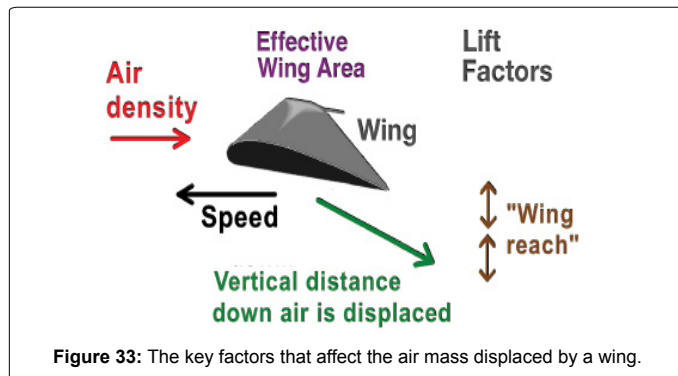 Effective
Wing Area
Lift
Factors
Air
density
Wing
Speed
"Wing
reach"
Vertical distance
down air is displaced
Figure 33: The key factors that affect the air mass displaced by a wing.